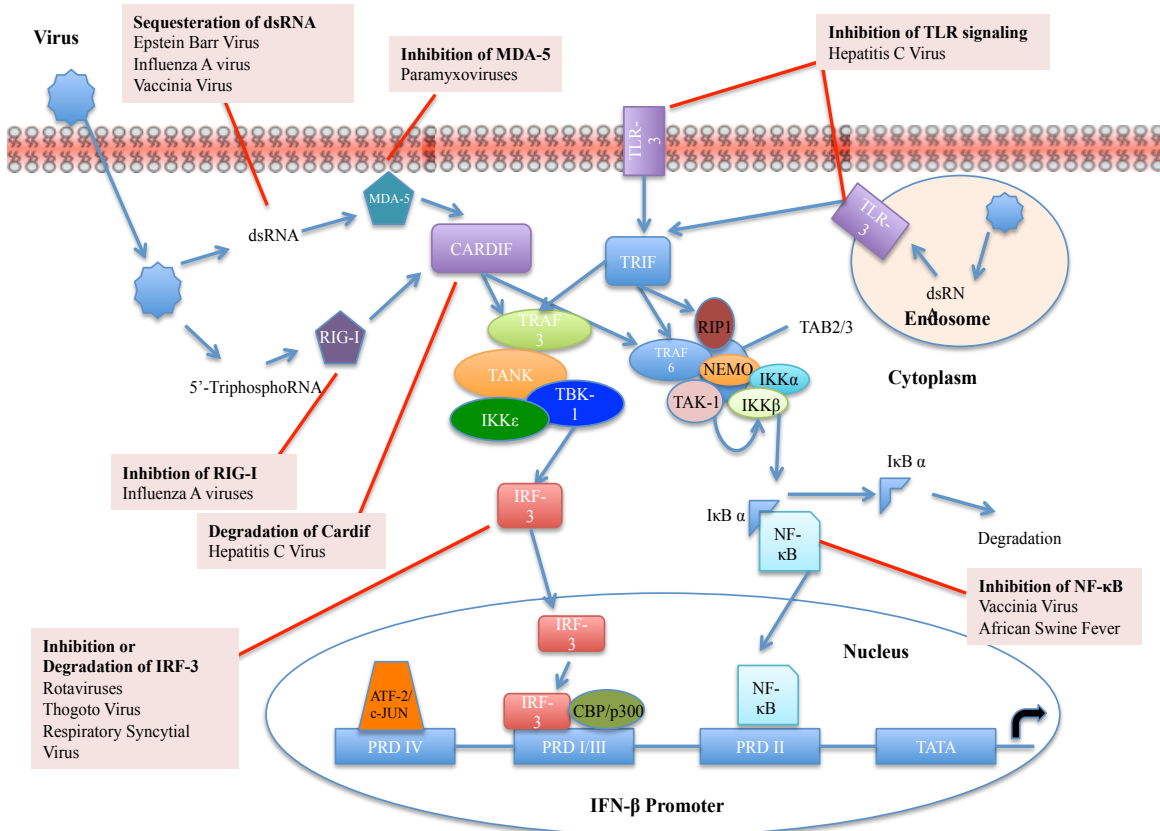 Virus
Sequesteration of dsRNA
Epstein Barr Virus
Influenza A virus
Vaccinia Virus
Inhibition of MDA-5
Paramyxoviruses
Inhibition of TLR signaling
Hepatitis C Virus
TLR-
3
MDA-5
dsRNA
CARDIF
TRIF
TLR-
3
dsRN
A
Endosome
RIG-I
5’-TriphosphoRNA
TRAF
3
TANK
TBK-
1
IKKε
RIP1
TRAF
6
NEMO
TAB2/3
IKKα
TAK-1
IKKβ
Cytoplasm
Inhibtion of RIG-I
Influenza A viruses
Degradation of Cardif
Hepatitis C Virus
IRF-
3
IκB α
NF-
κB
IκB α
Degradation
Inhibition of NF-κB
Vaccinia Virus
African Swine Fever
Inhibition or
Degradation of IRF-3
Rotaviruses
Thogoto Virus
Respiratory Syncytial
Virus
IRF-
3
Nucleus
ATF-2/
c-JUN
IRF-
3
CBP/p300
NF-
κB
PRD IV
PRD I/III
PRD II
TATA
IFN-β Promoter